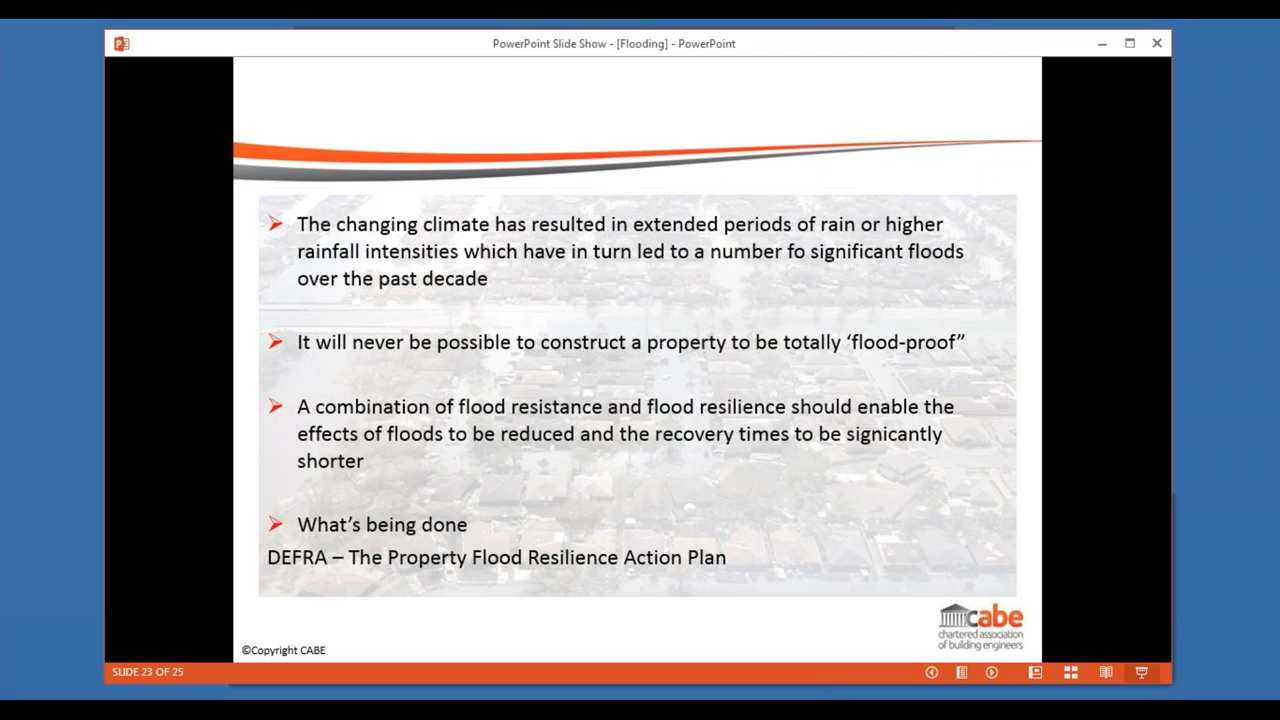 PowerPoint Slide Show - [Flooding] - PowerPoint
The changing climate has resulted in extended periods of rain or higher
rainfall intensities which have in turn led to a number fo significant floods
over the past decade
It will never be possible to construct a property to be totally ‘flood-proof”
A combination of flood resistance and flood resilience should enable the
effects of floods to be reduced and the recovery times to be signicantly
shorter
What’s being done
DEFRA – The Property Flood Resilience Action Plan
cabe
chartered association
of building engineers
©Copyright CABE
SLIDE 23 OF 25